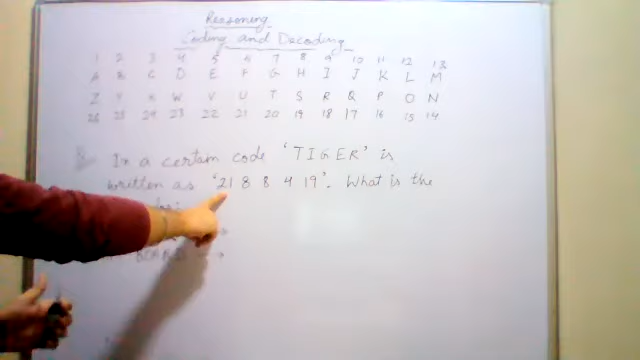 Reasoning
Coding and Decoding
1 2 3 4 5 6 7 8 9 10 11 12 13
A B C D E F G H I J K L M
Z Y X W V U T S R Q P O N
26 25 24 23 22 21 20 19 18 17 16 15 14
In a certain code 'TIGER' is
written as '21 8 8 4 19'. What is the